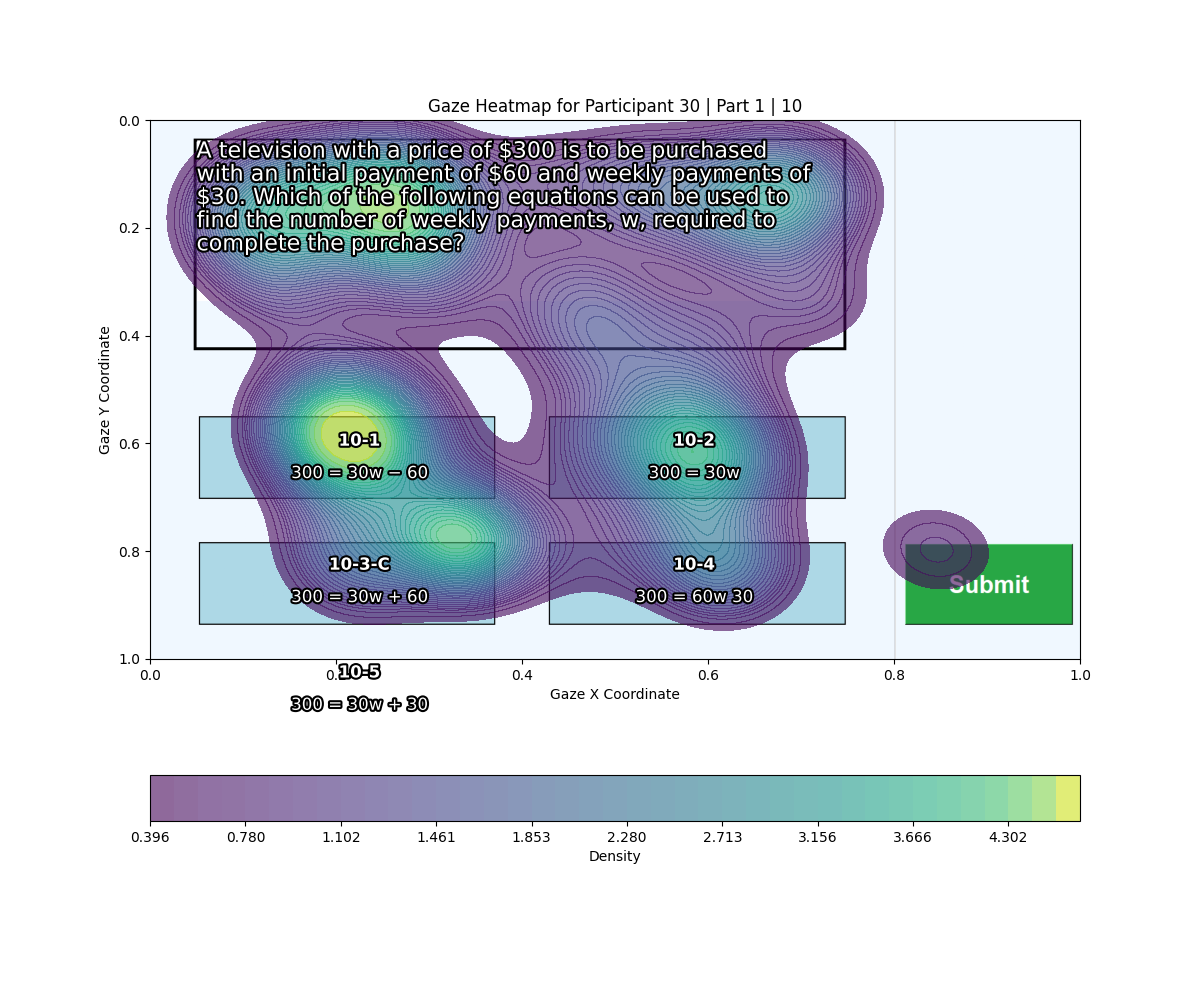 Gaze Heatmap for Participant 30 | Part 1 | 10
0.0
0.2
0.4
0.6
0.8
1.0
Gaze Y Coordinate
A television with a price of $300 is to be purchased
with an initial payment of $60 and weekly payments of
$30. Which of the following equations can be used to
find the number of weekly payments, w, required to
complete the purchase?
10-1
300 = 30w − 60
10-2
300 = 30w
10-3-C
300 = 30w + 60
10-4
300 = 60w 30
Submit
10-5
300 = 30w + 30
0.0 0.2 0.4 0.6 0.8 1.0
Gaze X Coordinate
0.396 0.780 1.102 1.461 1.853 2.280 2.713 3.156 3.666 4.302
Density